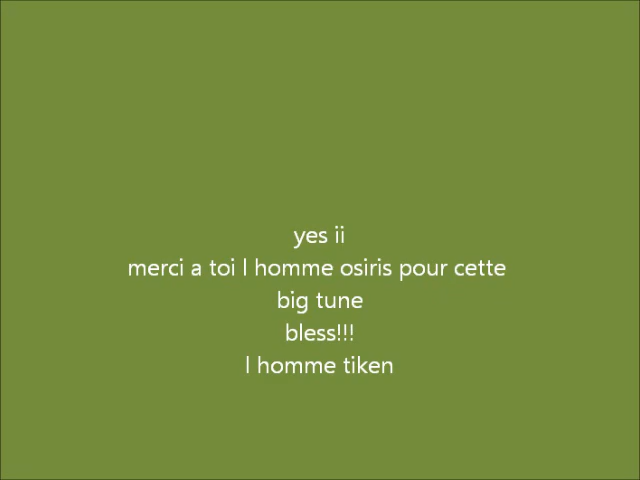 yes ii
merci a toi l homme osiris pour cette
big tune
bless!!!
l homme tiken